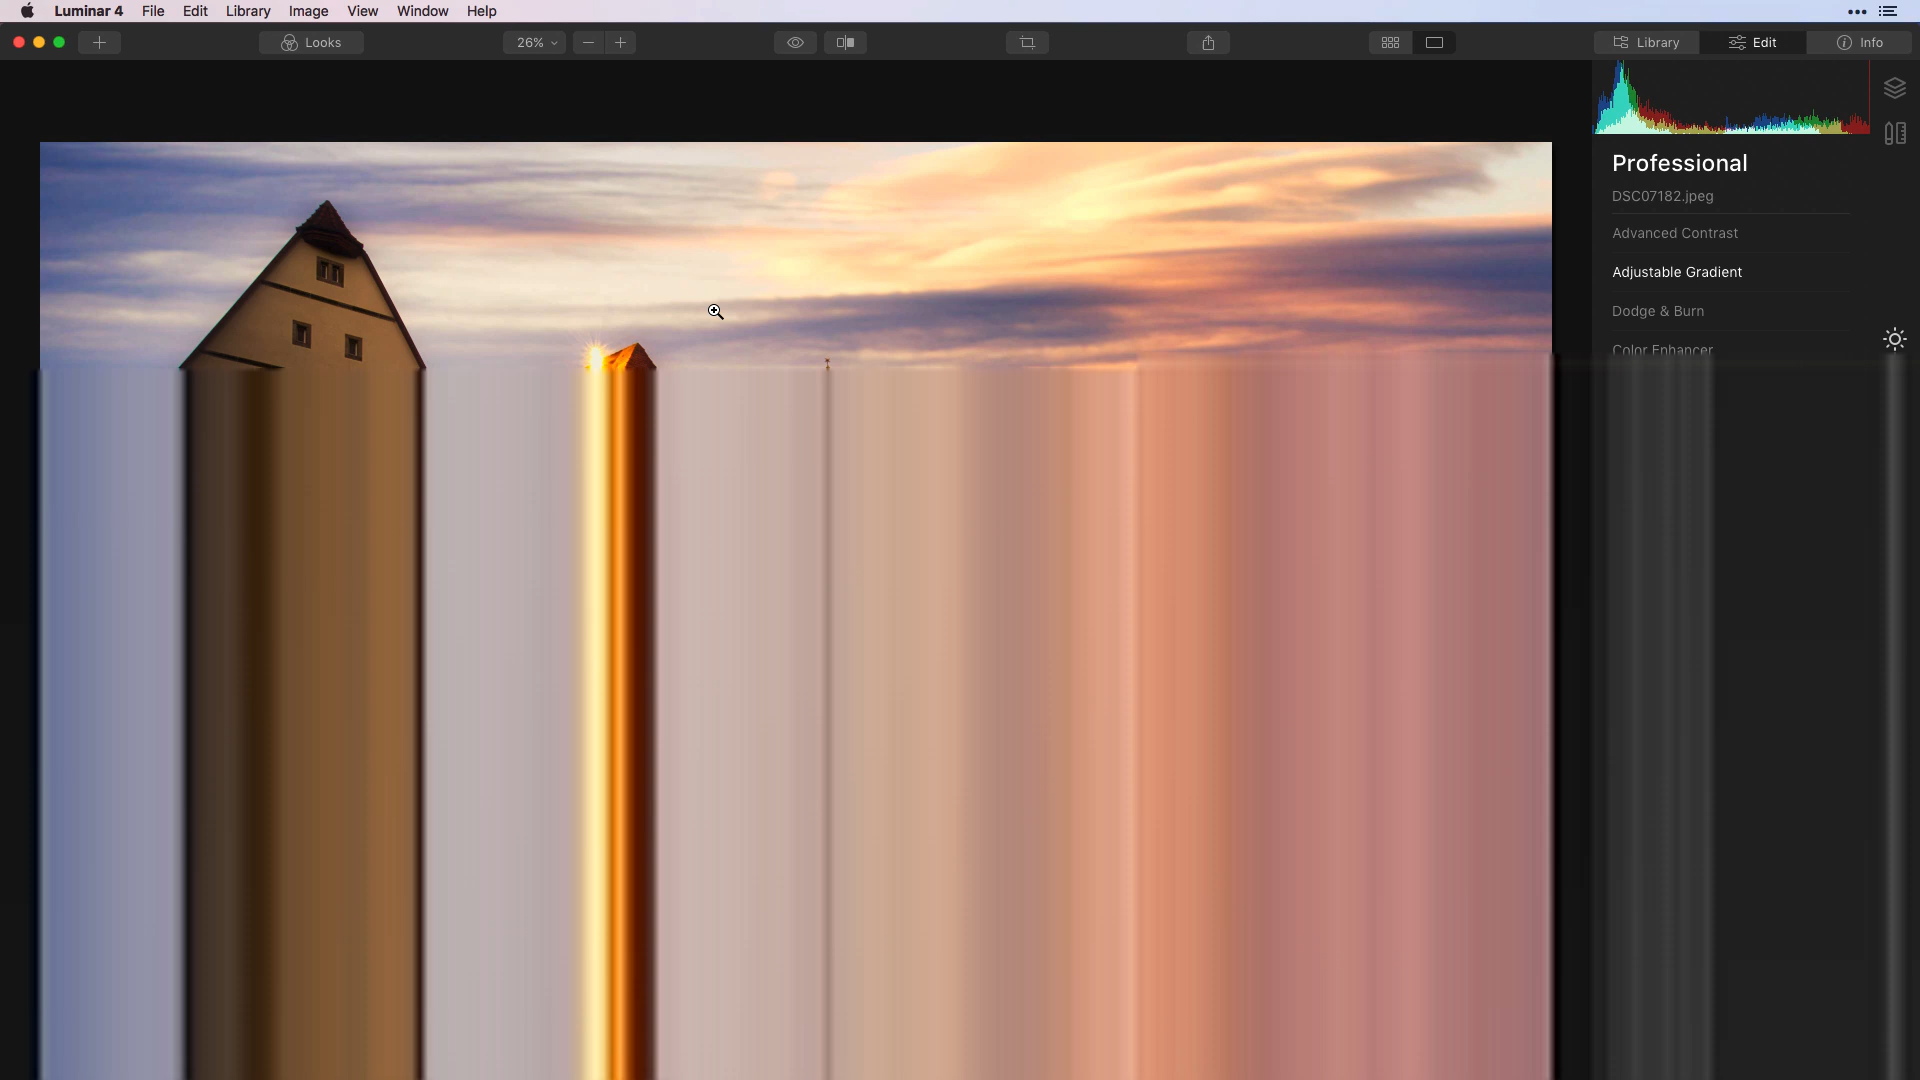 Luminar 4 File Edit Library Image View Window Help
Looks 26% Library Edit Info
Professional
DSC07182.jpeg
Advanced Contrast
Adjustable Gradient
Dodge & Burn
Color Enhancer